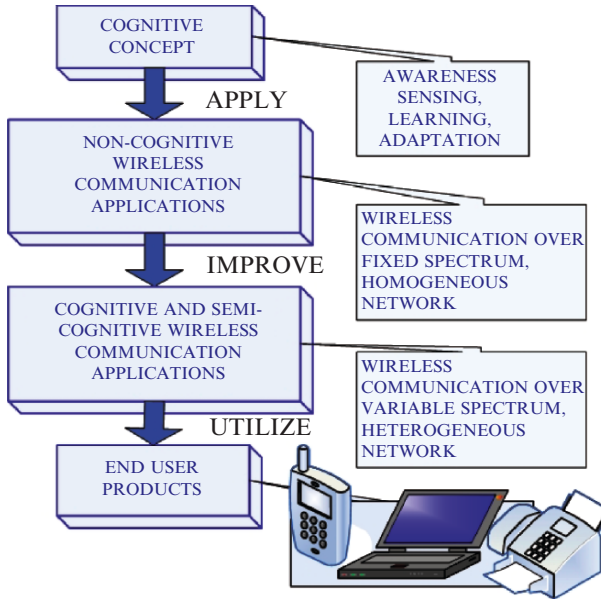 COGNITIVE
CONCEPT
AWARENESS
SENSING,
LEARNING,
ADAPTATION
APPLY
NON-COGNITIVE
WIRELESS
COMMUNICATION
APPLICATIONS
WIRELESS
COMMUNICATION OVER
FIXED SPECTRUM,
HOMOGENEOUS
NETWORK
IMPROVE
COGNITIVE AND SEMI-
COGNITIVE WIRELESS
COMMUNICATION
APPLICATIONS
WIRELESS
COMMUNICATION OVER
VARIABLE SPECTRUM,
HETEROGENEOUS
NETWORK
UTILIZE
END USER
PRODUCTS